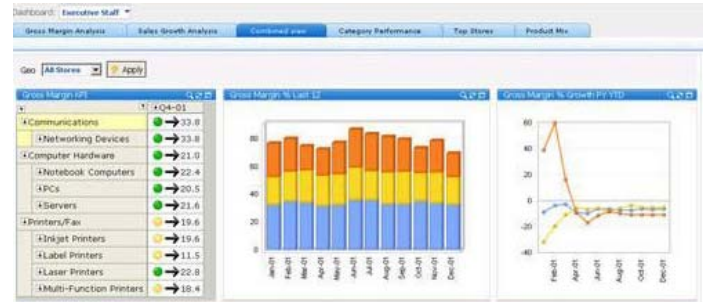 Dashboard: Executive Staff
Gross Margin Analysis Sales Growth Analysis Combined view Category Performance Top Stores Product Mix
Geo All Stores Apply
Gross Margin KPI
Q4-01
Communications 33.8
Networking Devices 33.8
Computer Hardware 21.0
Notebook Computers 22.4
PCs 20.5
Servers 21.6
Printers/Fax 19.6
Inkjet Printers 19.6
Label Printers 11.5
Laser Printers 22.8
Multi-Function Printers 18.4
Gross Margin % Last 12
80
60
40
20
0
Jan-01 Feb-01 Mar-01 Apr-01 May-01 Jun-01 Jul-01 Aug-01 Sep-01 Oct-01 Nov-01 Dec-01
Gross Margin % Growth PY YTD
60
40
20
0
-20
-40
Feb-01 Apr-01 Jun-01 Aug-01 Oct-01 Dec-01